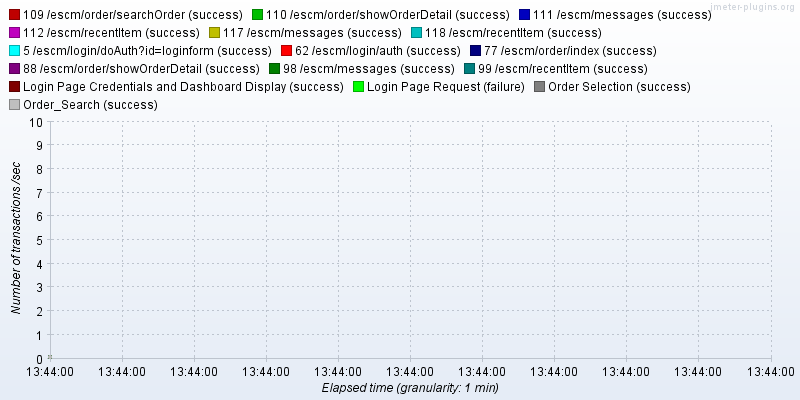 jmeter-plugins.org
109 /escm/order/searchOrder (success) 110 /escm/order/showOrderDetail (success) 111 /escm/messages (success)
112 /escm/recentItem (success) 117 /escm/messages (success) 118 /escm/recentItem (success)
5 /escm/login/doAuth?id=loginform (success) 62 /escm/login/auth (success) 77 /escm/order/index (success)
88 /escm/order/showOrderDetail (success) 98 /escm/messages (success) 99 /escm/recentItem (success)
Login Page Credentials and Dashboard Display (success) Login Page Request (failure) Order Selection (success)
Order_Search (success)
10
9
8
7
6
5
4
3
2
1
0
Number of transactions /sec
13:44:00 13:44:00 13:44:00 13:44:00 13:44:00 13:44:00 13:44:00 13:44:00 13:44:00 13:44:00 13:44:00
Elapsed time (granularity: 1 min)